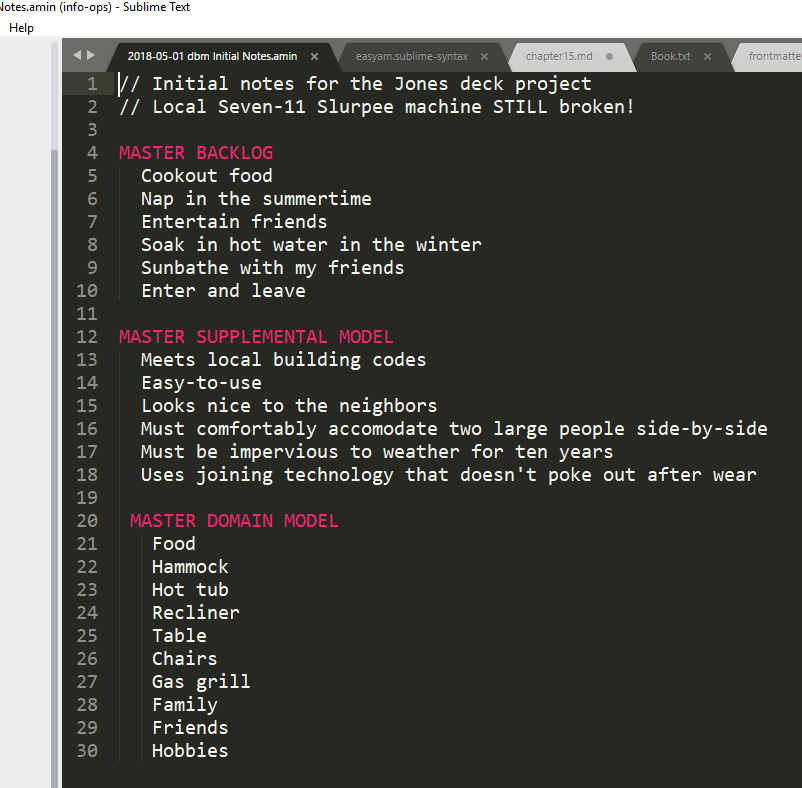 Notes.amin (info-ops) - Sublime Text
Help
2018-05-01 dbm Initial Notes.amin
easyam.sublime-syntax
chapter15.md
Book.txt
frontmatte
1 // Initial notes for the Jones deck project
2 // Local Seven-11 Slurpee machine STILL broken!
3
4 MASTER BACKLOG
5 Cookout food
6 Nap in the summertime
7 Entertain friends
8 Soak in hot water in the winter
9 Sunbathe with my friends
10 Enter and leave
11
12 MASTER SUPPLEMENTAL MODEL
13 Meets local building codes
14 Easy-to-use
15 Looks nice to the neighbors
16 Must comfortably accomodate two large people side-by-side
17 Must be impervious to weather for ten years
18 Uses joining technology that doesn't poke out after wear
19
20 MASTER DOMAIN MODEL
21 Food
22 Hammock
23 Hot tub
24 Recliner
25 Table
26 Chairs
27 Gas grill
28 Family
29 Friends
30 Hobbies